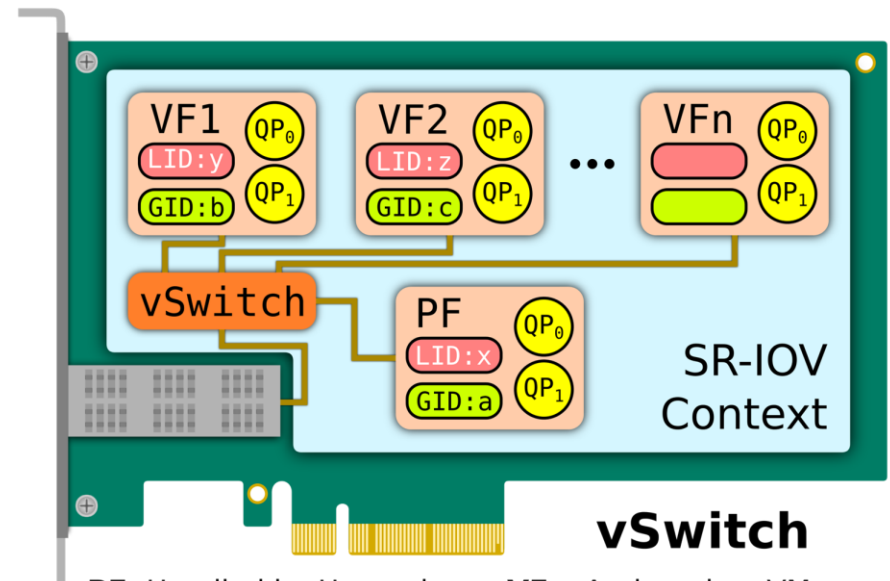 VF1
QP0
LID:y
GID:b
QP1
VF2
QP0
LID:z
GID:c
QP1
...
VFn
QP0
QP1
vSwitch
PF
QP0
LID:x
GID:a
QP1
SR-IOV
Context
vSwitch